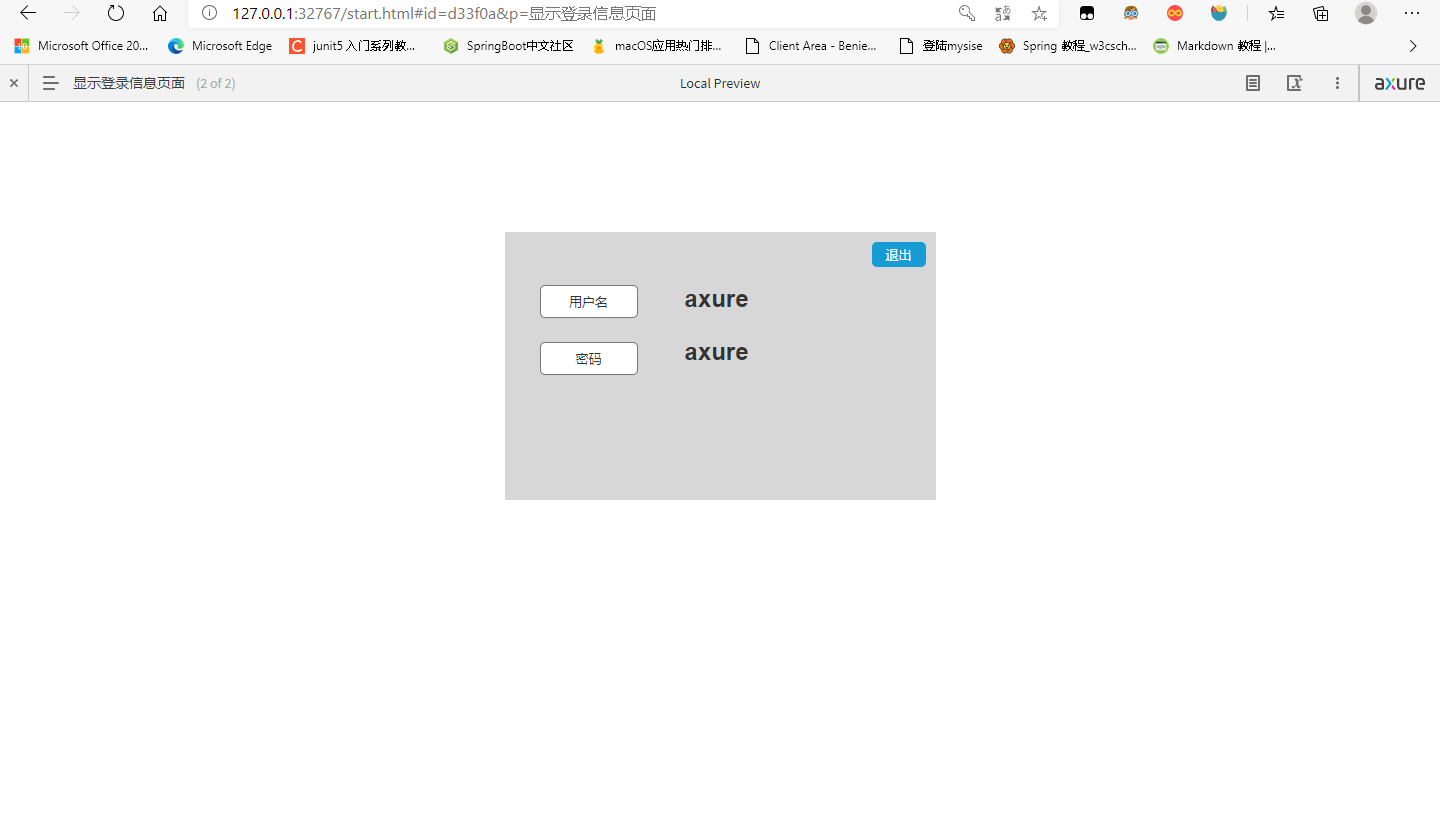 127.0.0.1:32767/start.html#id=d33f0a&p=显示登录信息页面
Microsoft Office 20... Microsoft Edge junit5 入门系列教... SpringBoot中文社区 macOS应用热门排... Client Area - Benie... 登陆mysise Spring 教程_w3csch... Markdown 教程 |...
显示登录信息页面 (2 of 2) Local Preview axure
退出
用户名 axure
密码 axure